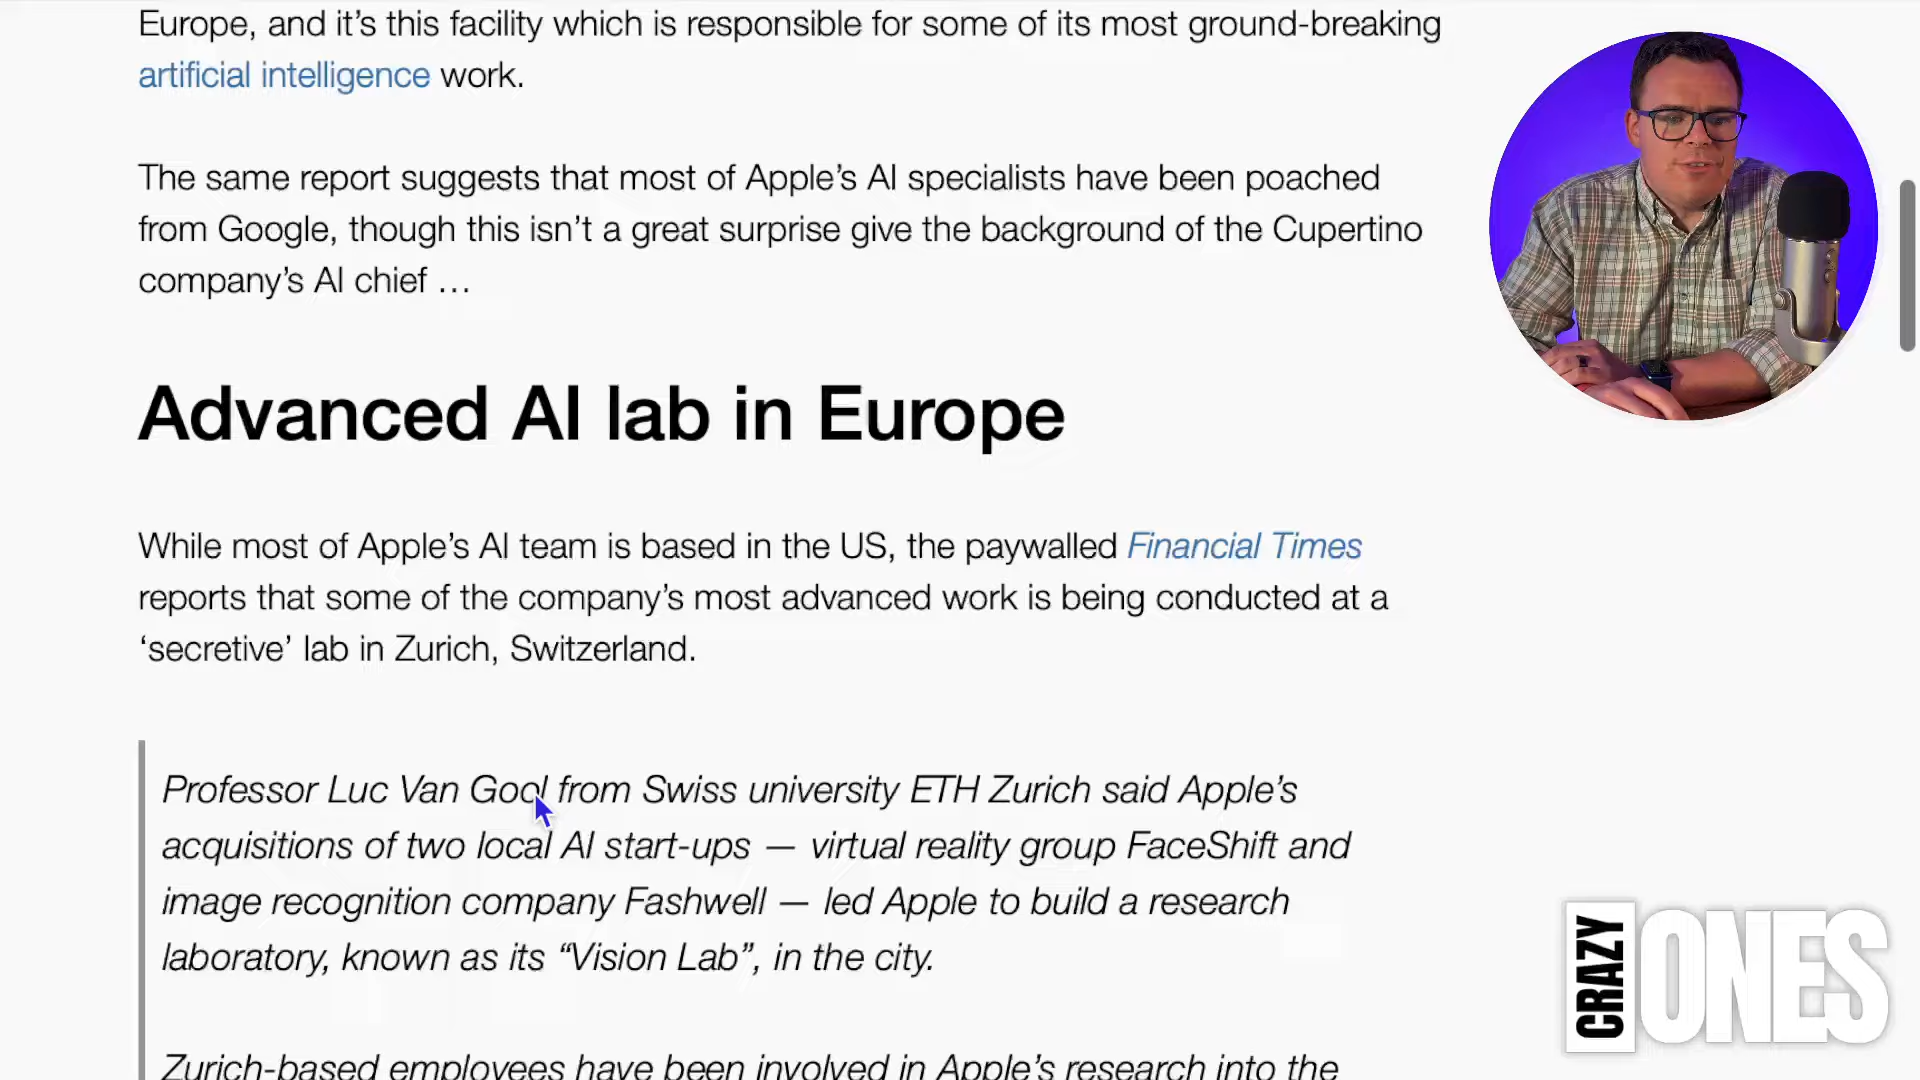 Europe, and it’s this facility which is responsible for some of its most ground-breaking
artificial intelligence work.
The same report suggests that most of Apple’s AI specialists have been poached
from Google, though this isn’t a great surprise give the background of the Cupertino
company’s AI chief …
Advanced AI lab in Europe
While most of Apple’s AI team is based in the US, the paywalled Financial Times
reports that some of the company’s most advanced work is being conducted at a
‘secretive’ lab in Zurich, Switzerland.
Professor Luc Van Gool from Swiss university ETH Zurich said Apple’s
acquisitions of two local AI start-ups — virtual reality group FaceShift and
image recognition company Fashwell — led Apple to build a research
laboratory, known as its “Vision Lab”, in the city.
Zurich-based employees have been involved in Apple’s research into the
CRAZY
ONES